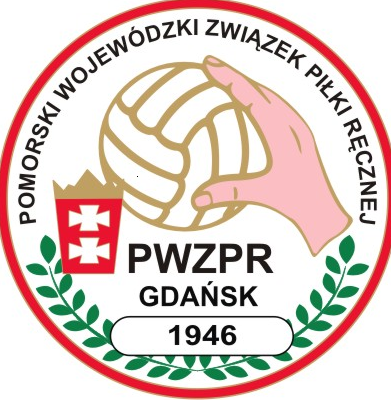 POMORSKI WOJEWÓDZKI ZWIĄZEK PIŁKI RĘCZNEJ
PWZPR
GDAŃSK
1946